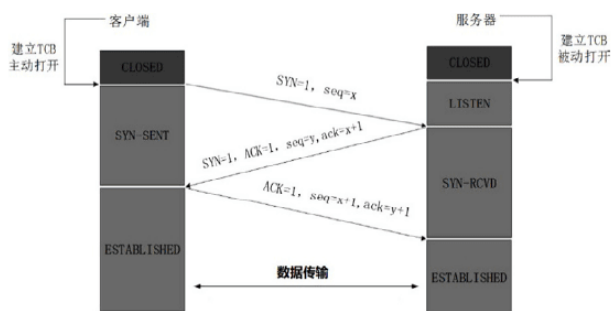 客户端
服务器
建立TCB
主动打开
建立TCB
被动打开
CLOSED
CLOSED
SYN=1, seq=x
LISTEN
SYN-SENT
SYN=1, ACK=1, seq=y,ack=x+1
SYN-RCVD
ACK=1, seq=x+1,ack=y+1
ESTABLISHED
数据传输
ESTABLISHED